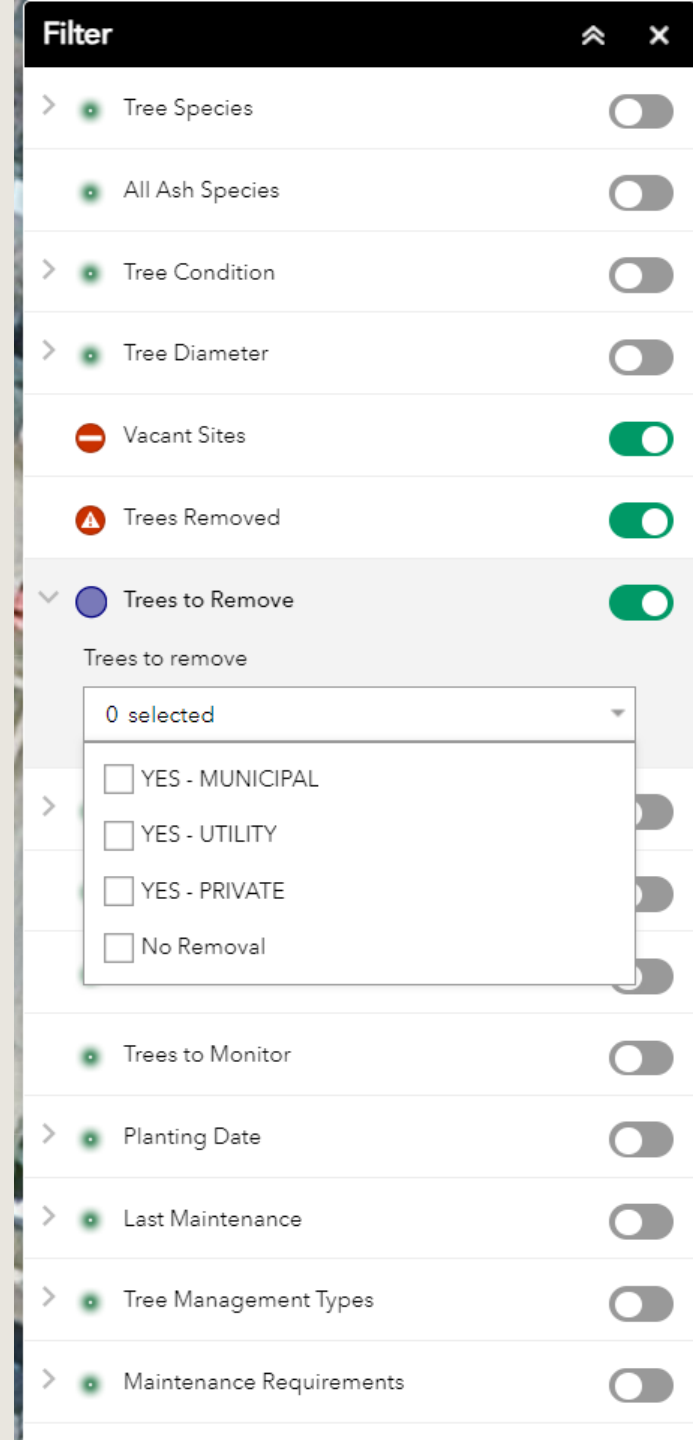 Filter
Tree Species
All Ash Species
Tree Condition
Tree Diameter
Vacant Sites
Trees Removed
Trees to Remove
Trees to remove
0 selected
YES - MUNICIPAL
YES - UTILITY
YES - PRIVATE
No Removal
Trees to Monitor
Planting Date
Last Maintenance
Tree Management Types
Maintenance Requirements